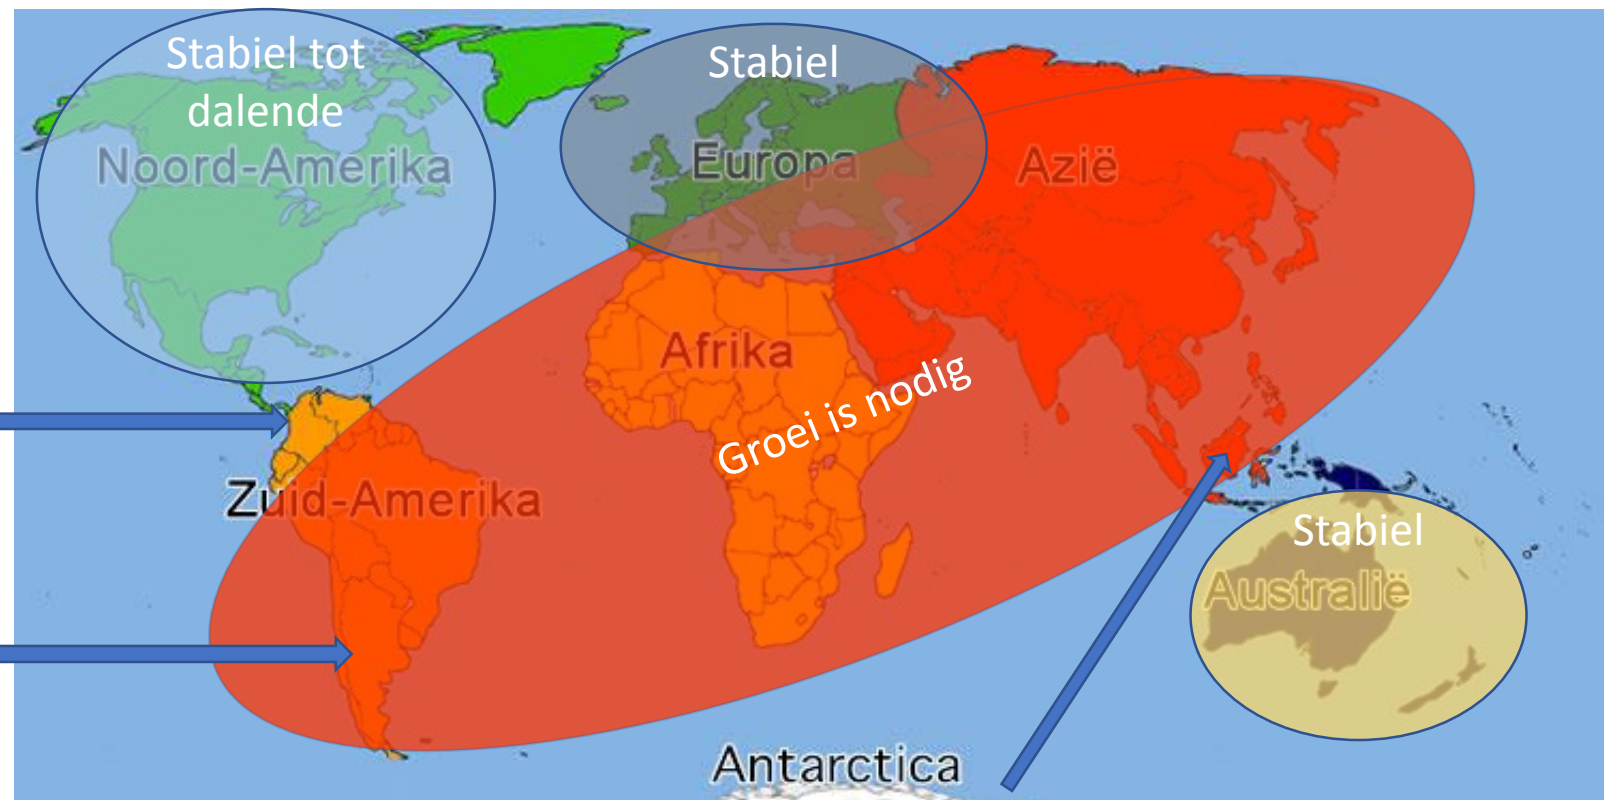 Stabiel tot
dalende
Noord-Amerika
Stabiel
Europa
Azië
Afrika
Groei is nodig
Zuid-Amerika
Stabiel
Australië
Antarctica